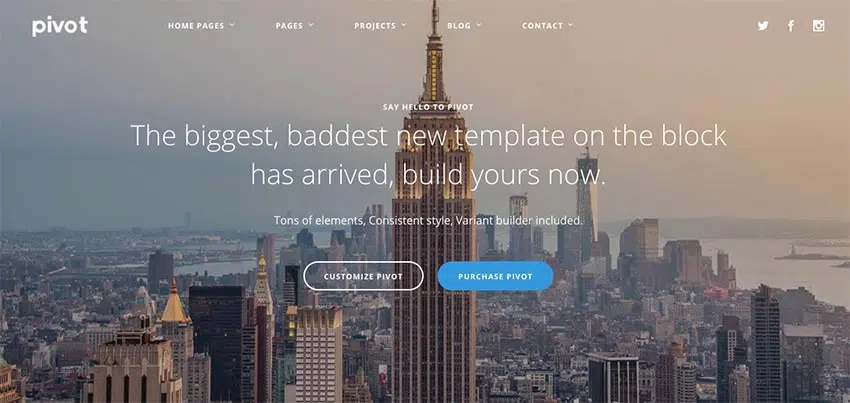 pivot
HOME PAGES
PAGES
PROJECTS
BLOG
CONTACT
SAY HELLO TO PIVOT
The biggest, baddest new template on the block
has arrived, build yours now.
Tons of elements, Consistent style, Variant builder included.
CUSTOMIZE PIVOT
PURCHASE PIVOT